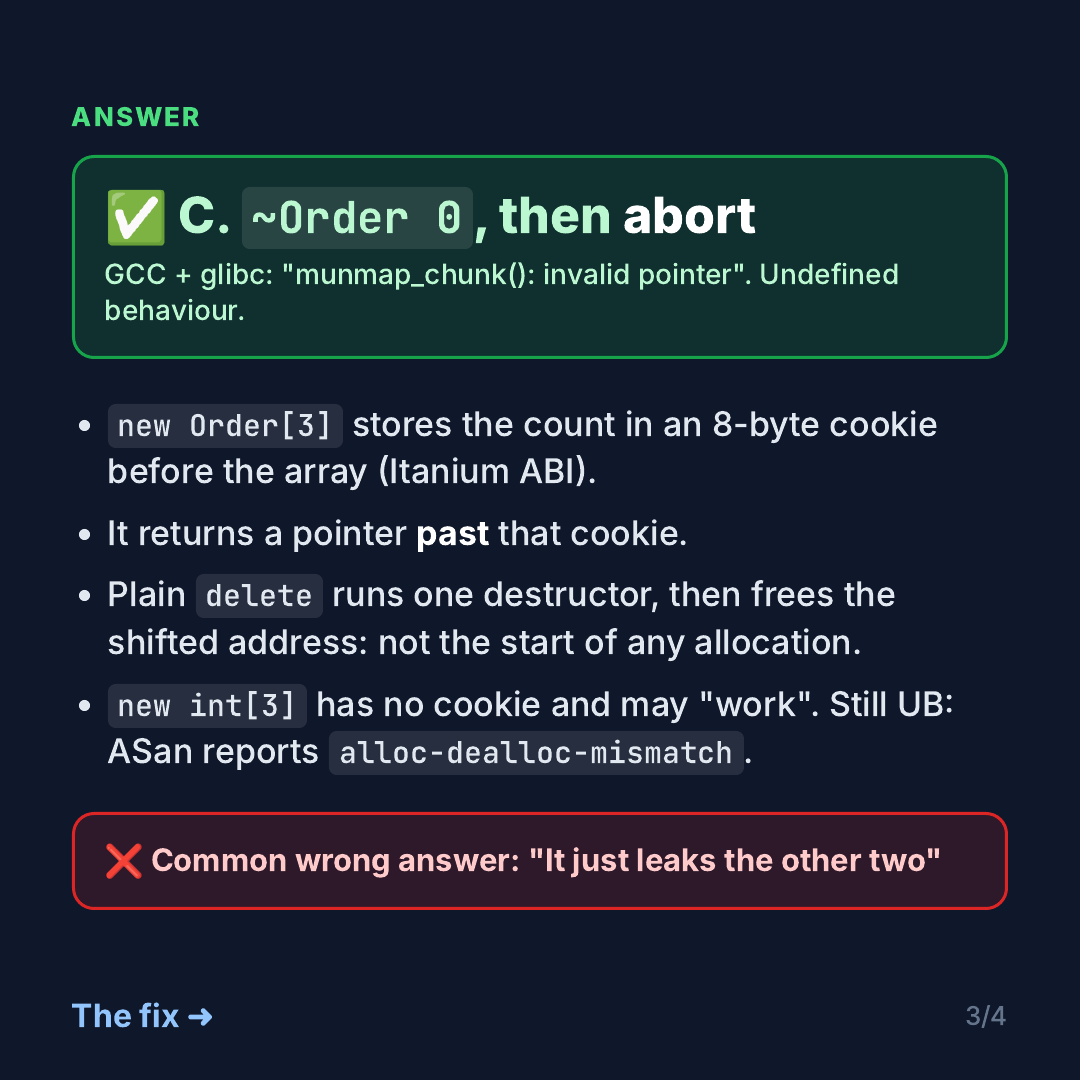 ANSWER
✅ C. ~Order 0, then abort
GCC + glibc: "munmap_chunk(): invalid pointer". Undefined
behaviour.
• new Order[3] stores the count in an 8-byte cookie
before the array (Itanium ABI).
• It returns a pointer past that cookie.
• Plain delete runs one destructor, then frees the
shifted address: not the start of any allocation.
• new int[3] has no cookie and may "work". Still UB:
ASan reports alloc-dealloc-mismatch.
❌ Common wrong answer: "It just leaks the other two"
The fix ➜
3/4